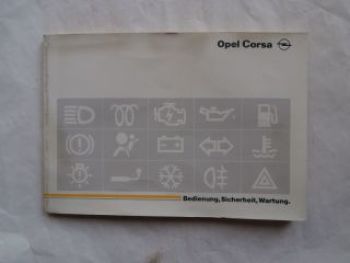 Opel Corsa
Bedienung, Sicherheit, Wartung.